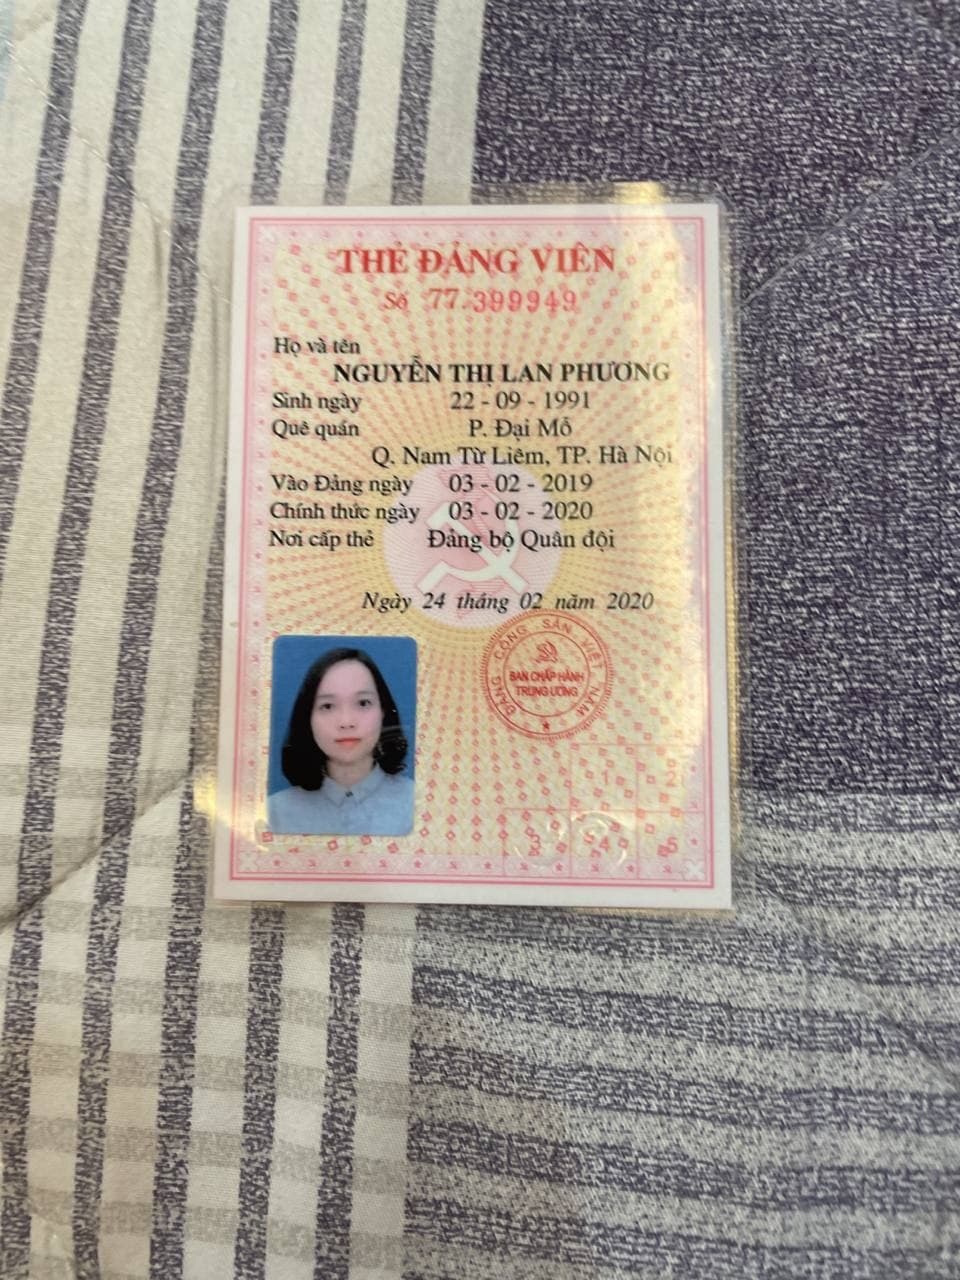 THẺ ĐẢNG VIÊN
Số 77.399949
Họ và tên
NGUYỄN THỊ LAN PHƯƠNG
Sinh ngày 22 - 09 - 1991
Quê quán P. Đại Mỗ
Q. Nam Từ Liêm, TP. Hà Nội
Vào Đảng ngày 03 - 02 - 2019
Chính thức ngày 03 - 02 - 2020
Nơi cấp thẻ Đảng bộ Quân đội
Ngày 24 tháng 02 năm 2020
ĐẢNG CỘNG SẢN VIỆT NAM
BAN CHẤP HÀNH
TRUNG ƯƠNG
1 2
3 4 5